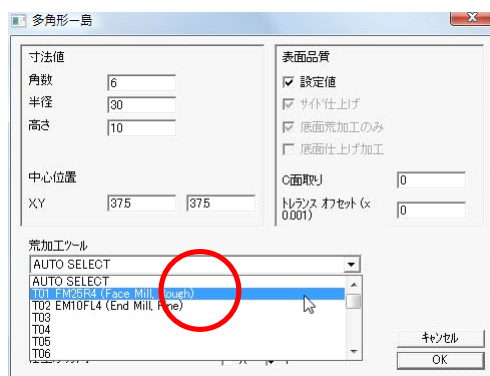 多角形－島
寸法値
角数 6
半径 30
高さ 10
中心位置
X,Y 37.5 37.5
表面品質
設定値
サイド仕上げ
底面荒加工のみ
底面仕上げ加工
C面取り 0
トレランス オフセット (x 0.001) 0
荒加工ツール
AUTO SELECT
AUTO SELECT
T01 FM25R4 (Face Mill, Rough)
T02 EM10FL4 (End Mill, Fine)
T03
T04
T05
T06
キャンセル
OK